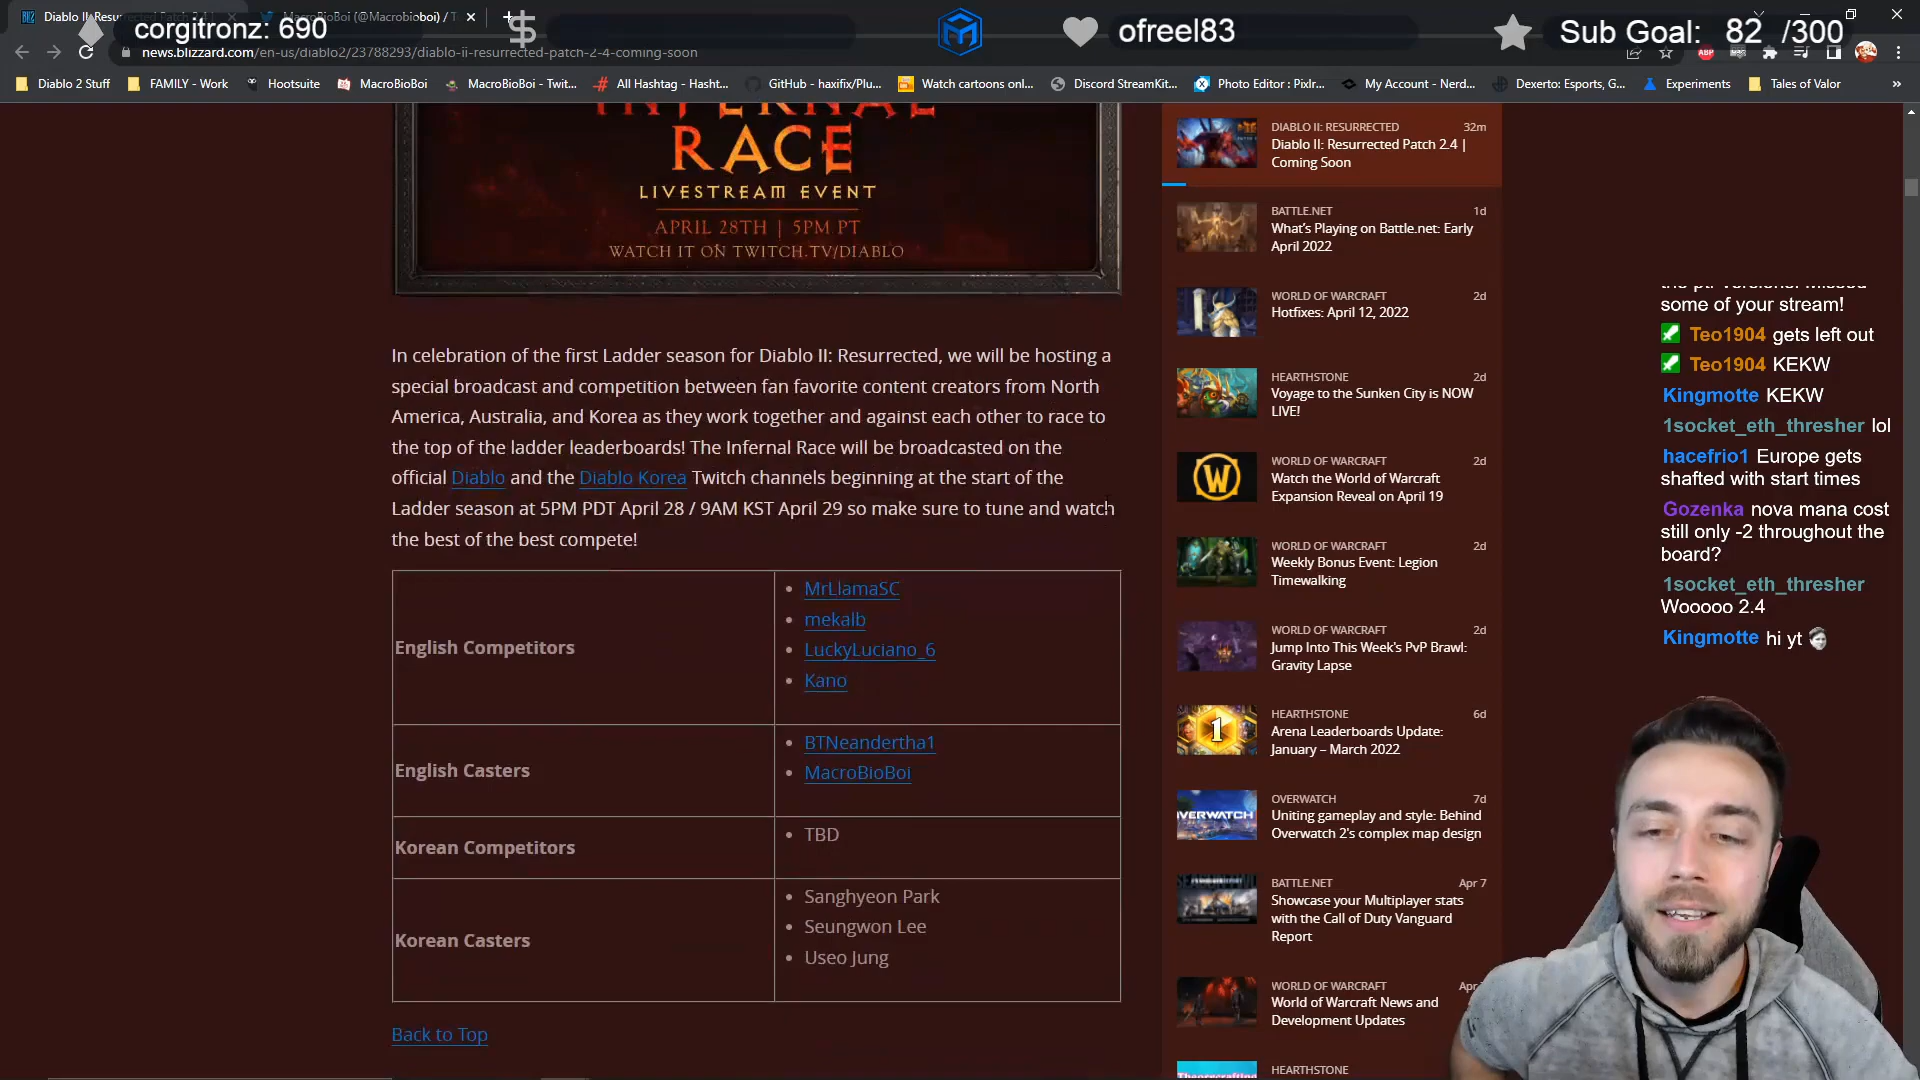 Diablo II: Resurrected Patch 2.4 |
MacroBioBoi (@Macrobioboi) / T
corgitronz: 690
ofreel83
Sub Goal: 82 /300
news.blizzard.com/en-us/diablo2/23788293/diablo-ii-resurrected-patch-2-4-coming-soon
ABP
Diablo 2 Stuff
FAMILY - Work
Hootsuite
MacroBioBoi
MacroBioBoi - Twit...
All Hashtag - Hasht...
GitHub - haxifix/Plu...
Watch cartoons onl...
Discord StreamKit...
Photo Editor : Pixlr...
My Account - Nerd...
Dexerto: Esports, G...
Experiments
Tales of Valor
INFERNAL
RACE
LIVESTREAM EVENT
APRIL 28TH | 5PM PT
WATCH IT ON TWITCH.TV/DIABLO
In celebration of the first Ladder season for Diablo II: Resurrected, we will be hosting a
special broadcast and competition between fan favorite content creators from North
America, Australia, and Korea as they work together and against each other to race to
the top of the ladder leaderboards! The Infernal Race will be broadcasted on the
official Diablo and the Diablo Korea Twitch channels beginning at the start of the
Ladder season at 5PM PDT April 28 / 9AM KST April 29 so make sure to tune and watch
the best of the best compete!
English Competitors
• MrLlamaSC
• mekalb
• LuckyLuciano_6
• Kano
English Casters
• BTNeandertha1
• MacroBioBoi
Korean Competitors
• TBD
Korean Casters
• Sanghyeon Park
• Seungwon Lee
• Useo Jung
Back to Top
DIABLO II: RESURRECTED 32m
Diablo II: Resurrected Patch 2.4 |
Coming Soon
BATTLE.NET 1d
What's Playing on Battle.net: Early
April 2022
WORLD OF WARCRAFT 2d
Hotfixes: April 12, 2022
HEARTHSTONE 2d
Voyage to the Sunken City is NOW
LIVE!
WORLD OF WARCRAFT 2d
Watch the World of Warcraft
Expansion Reveal on April 19
WORLD OF WARCRAFT 2d
Weekly Bonus Event: Legion
Timewalking
WORLD OF WARCRAFT 2d
Jump Into This Week's PvP Brawl:
Gravity Lapse
HEARTHSTONE 6d
Arena Leaderboards Update:
January – March 2022
OVERWATCH 7d
Uniting gameplay and style: Behind
Overwatch 2's complex map design
BATTLE.NET Apr 7
Showcase your Multiplayer stats
with the Call of Duty Vanguard
Report
WORLD OF WARCRAFT Apr
World of Warcraft News and
Development Updates
HEARTHSTONE
some of your stream!
Teo1904 gets left out
Teo1904 KEKW
Kingmotte KEKW
1socket_eth_thresher lol
hacefrio1 Europe gets
shafted with start times
Gozenka nova mana cost
still only -2 throughout the
board?
1socket_eth_thresher
Wooooo 2.4
Kingmotte hi yt